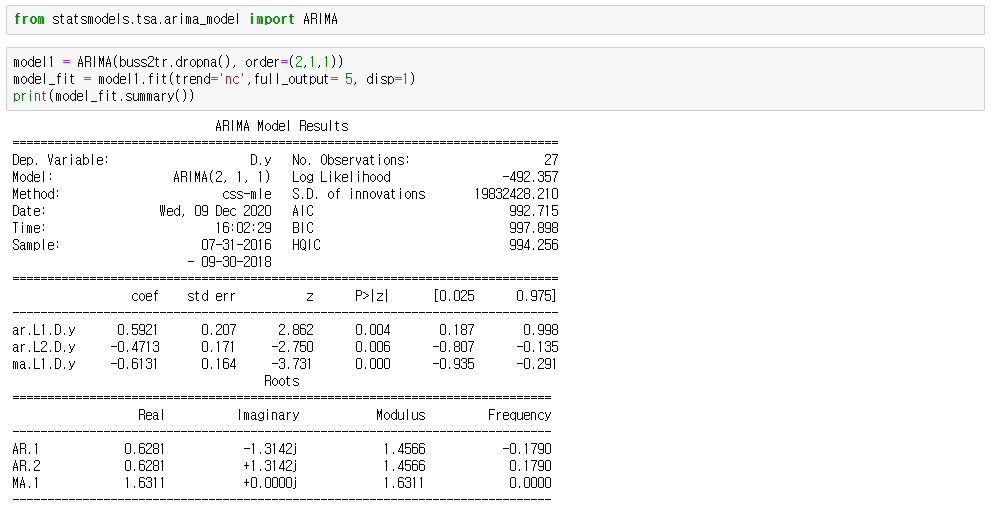 from statsmodels.tsa.arima_model import ARIMA
model1 = ARIMA(buss2tr.dropna(), order=(2,1,1))
model_fit = model1.fit(trend='nc',full_output= 5, disp=1)
print(model_fit.summary())
ARIMA Model Results
==============================================================================
Dep. Variable: D.y No. Observations: 27
Model: ARIMA(2, 1, 1) Log Likelihood -492.357
Method: css-mle S.D. of innovations 19832428.210
Date: Wed, 09 Dec 2020 AIC 992.715
Time: 16:02:29 BIC 997.898
Sample: 07-31-2016 HQIC 994.256
- 09-30-2018
==============================================================================
coef std err z P>|z| [0.025 0.975]
------------------------------------------------------------------------------
ar.L1.D.y 0.5921 0.207 2.862 0.004 0.187 0.998
ar.L2.D.y -0.4713 0.171 -2.750 0.006 -0.807 -0.135
ma.L1.D.y -0.6131 0.164 -3.731 0.000 -0.935 -0.291
Roots
=============================================================================
Real Imaginary Modulus Frequency
-----------------------------------------------------------------------------
AR.1 0.6281 -1.3142j 1.4566 -0.1790
AR.2 0.6281 +1.3142j 1.4566 0.1790
MA.1 1.6311 +0.0000j 1.6311 0.0000
-----------------------------------------------------------------------------